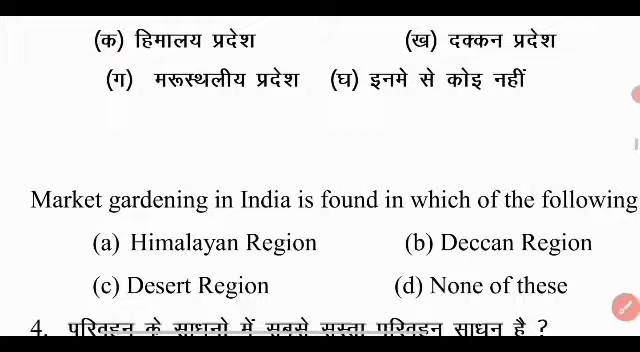 (क) हिमालय प्रदेश (ख) दक्कन प्रदेश
(ग) मरूस्थलीय प्रदेश (घ) इनमे से कोइ नहीं
Market gardening in India is found in which of the following
(a) Himalayan Region (b) Deccan Region
(c) Desert Region (d) None of these
4. परिवहन के साधनो में सबसे सस्ता परिवहन साधन है ?